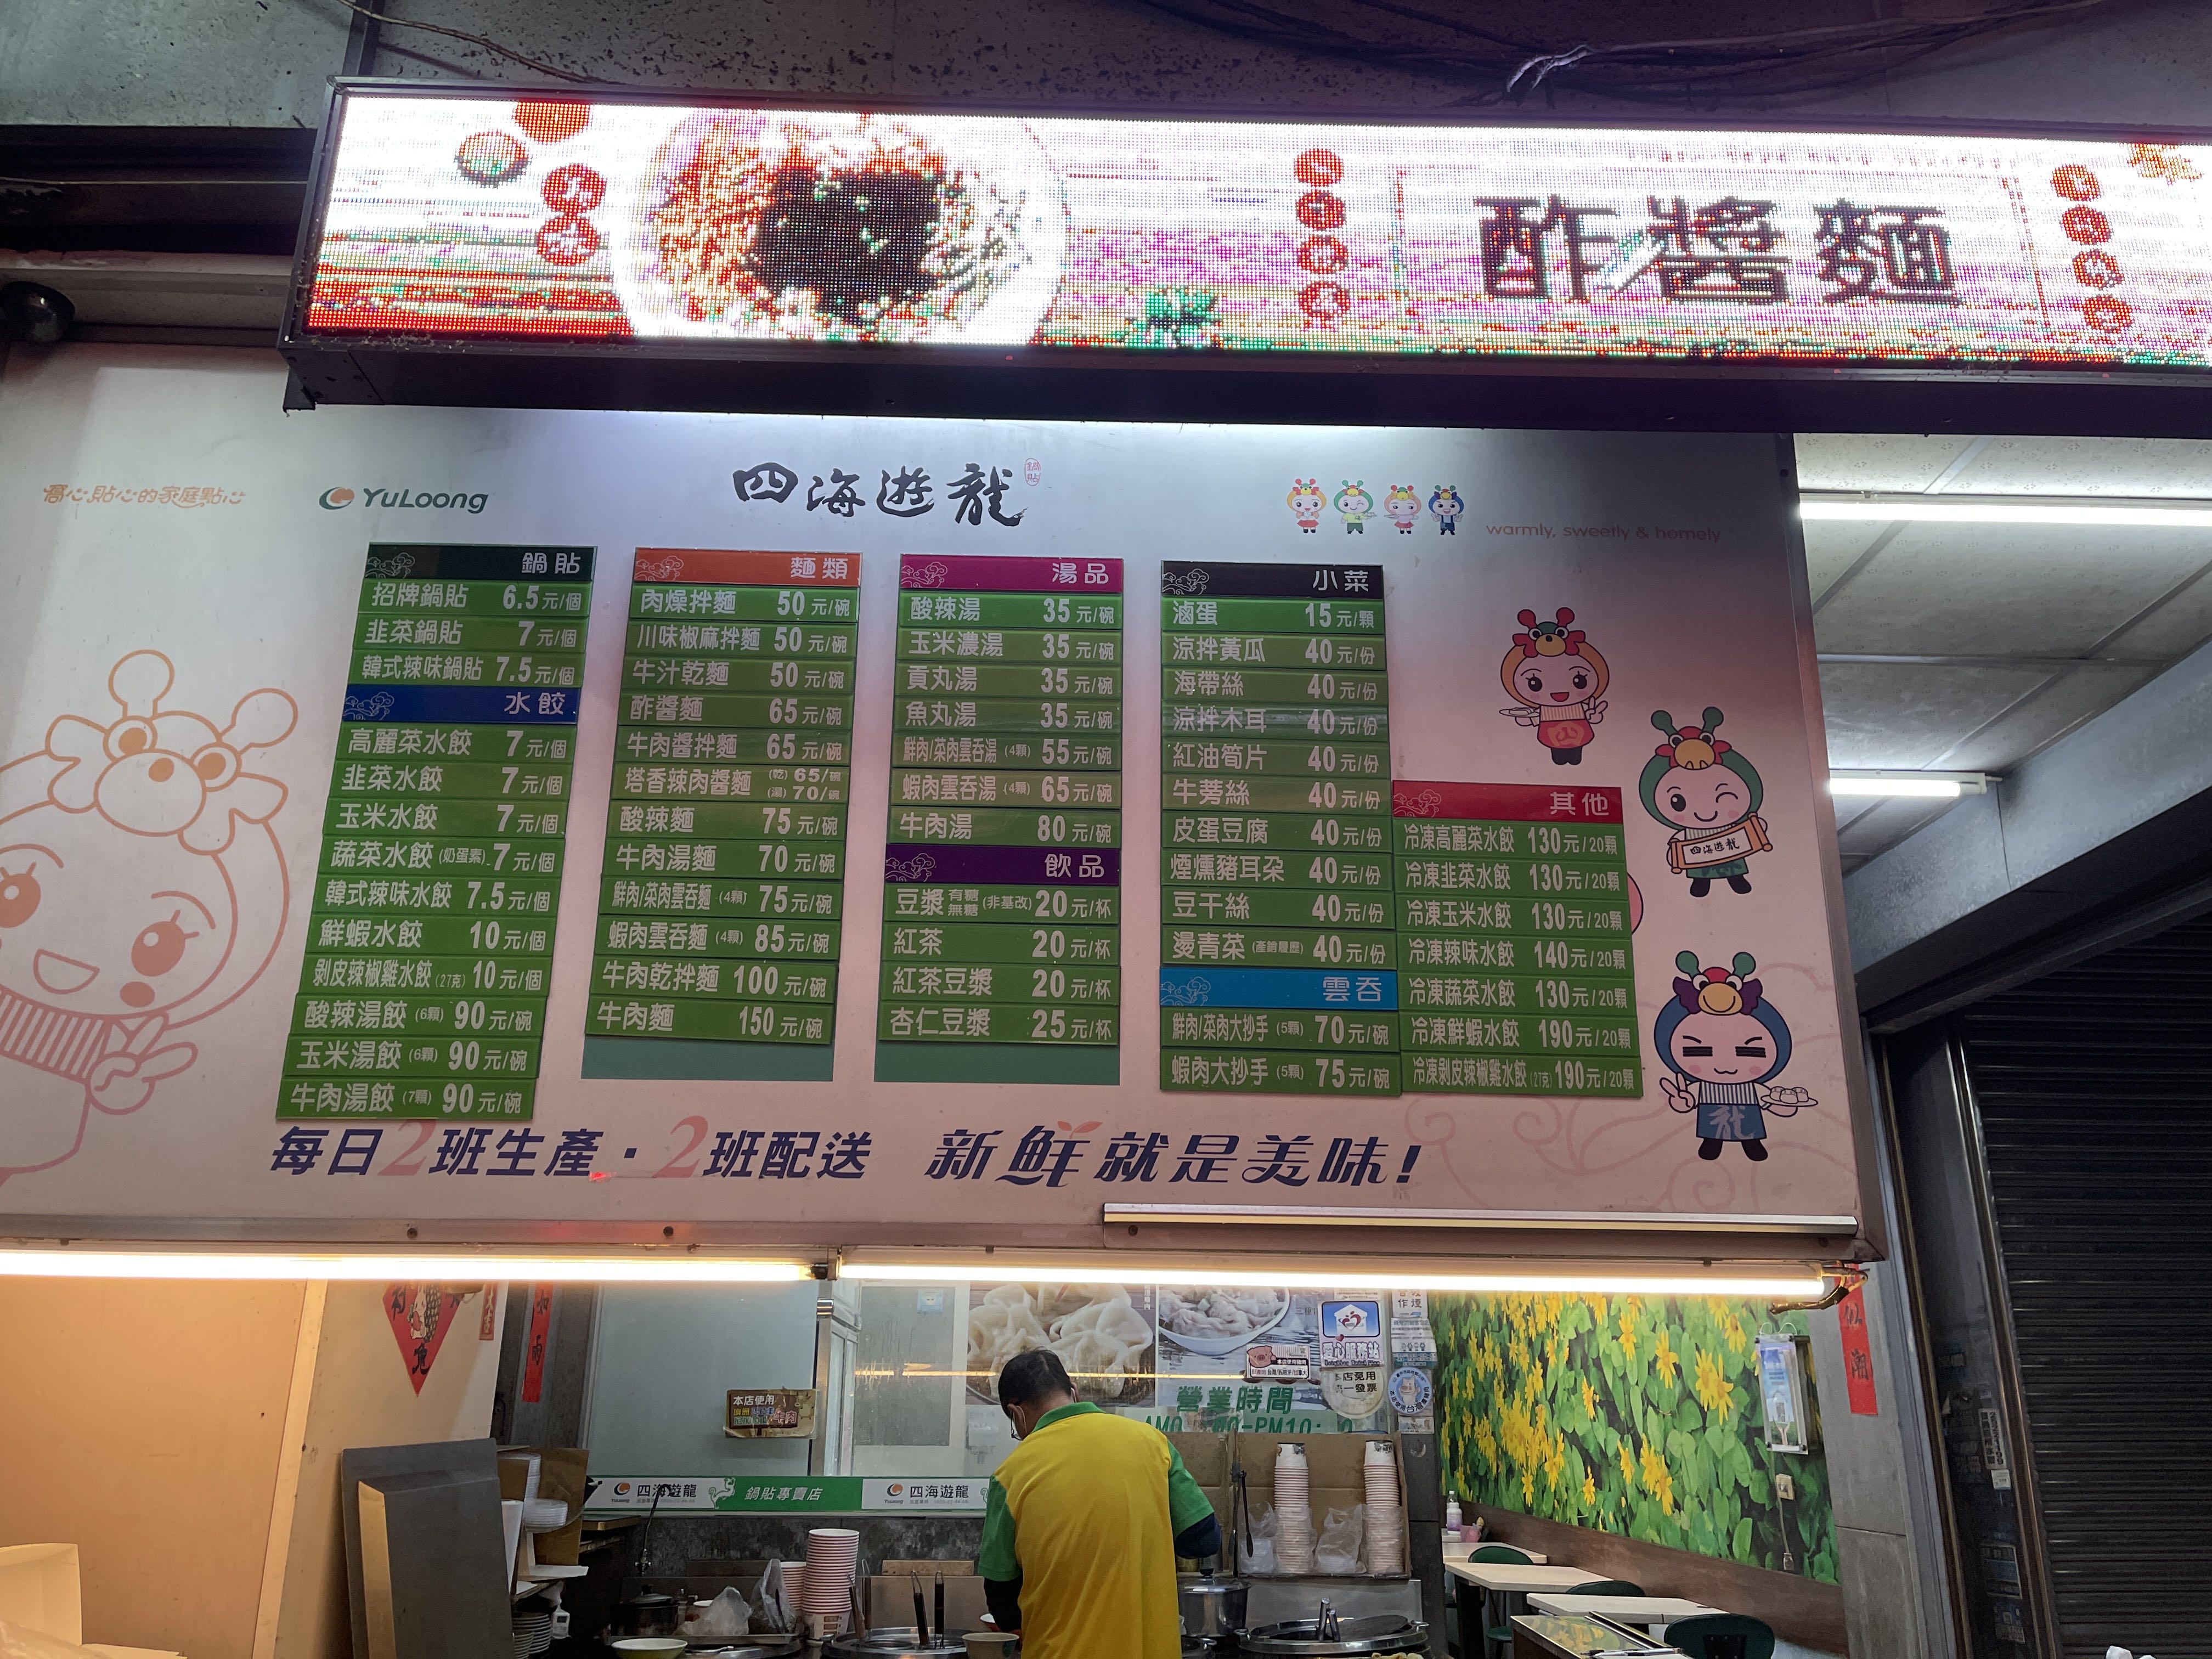 酢醬麵
窩心、貼心的家庭點心
YuLoong
四海遊龍
鍋貼
warmly, sweetly & homely
鍋貼
招牌鍋貼 6.5元/個
韭菜鍋貼 7元/個
韓式辣味鍋貼 7.5元/個
水餃
高麗菜水餃 7元/個
韭菜水餃 7元/個
玉米水餃 7元/個
蔬菜水餃(奶蛋素) 7元/個
韓式辣味水餃 7.5元/個
鮮蝦水餃 10元/個
剝皮辣椒雞水餃(27克) 10元/個
酸辣湯餃(6顆) 90元/碗
玉米湯餃(6顆) 90元/碗
牛肉湯餃(7顆) 90元/碗
麵類
肉燥拌麵 50元/碗
川味椒麻拌麵 50元/碗
牛汁乾麵 50元/碗
酢醬麵 65元/碗
牛肉醬拌麵 65元/碗
塔香辣肉醬麵 (乾)65/碗
(湯)70/碗
酸辣麵 75元/碗
牛肉湯麵 70元/碗
鮮肉/菜肉雲吞麵(4顆) 75元/碗
蝦肉雲吞麵(4顆) 85元/碗
牛肉乾拌麵 100元/碗
牛肉麵 150元/碗
湯品
酸辣湯 35元/碗
玉米濃湯 35元/碗
貢丸湯 35元/碗
魚丸湯 35元/碗
鮮肉/菜肉雲吞湯(4顆) 55元/碗
蝦肉雲吞湯(4顆) 65元/碗
牛肉湯 80元/碗
飲品
豆漿 有糖 無糖 (非基改) 20元/杯
紅茶 20元/杯
紅茶豆漿 20元/杯
杏仁豆漿 25元/杯
小菜
滷蛋 15元/顆
涼拌黃瓜 40元/份
海帶絲 40元/份
涼拌木耳 40元/份
紅油筍片 40元/份
牛蒡絲 40元/份
皮蛋豆腐 40元/份
煙燻豬耳朶 40元/份
豆干絲 40元/份
燙青菜(產銷履歷) 40元/份
雲吞
鮮肉/菜肉大抄手(5顆) 70元/碗
蝦肉大抄手(5顆) 75元/碗
其他
冷凍高麗菜水餃 130元/20顆
冷凍韭菜水餃 130元/20顆
冷凍玉米水餃 130元/20顆
冷凍辣味水餃 140元/20顆
冷凍蔬菜水餃 130元/20顆
冷凍鮮蝦水餃 190元/20顆
冷凍剝皮辣椒雞水餃(27克) 190元/20顆
四海遊龍
龍
每日2班生產·2班配送 新鮮就是美味!
本店使用
營業時間
本店免用
統一發票
四海遊龍
鍋貼專賣店
四海遊龍